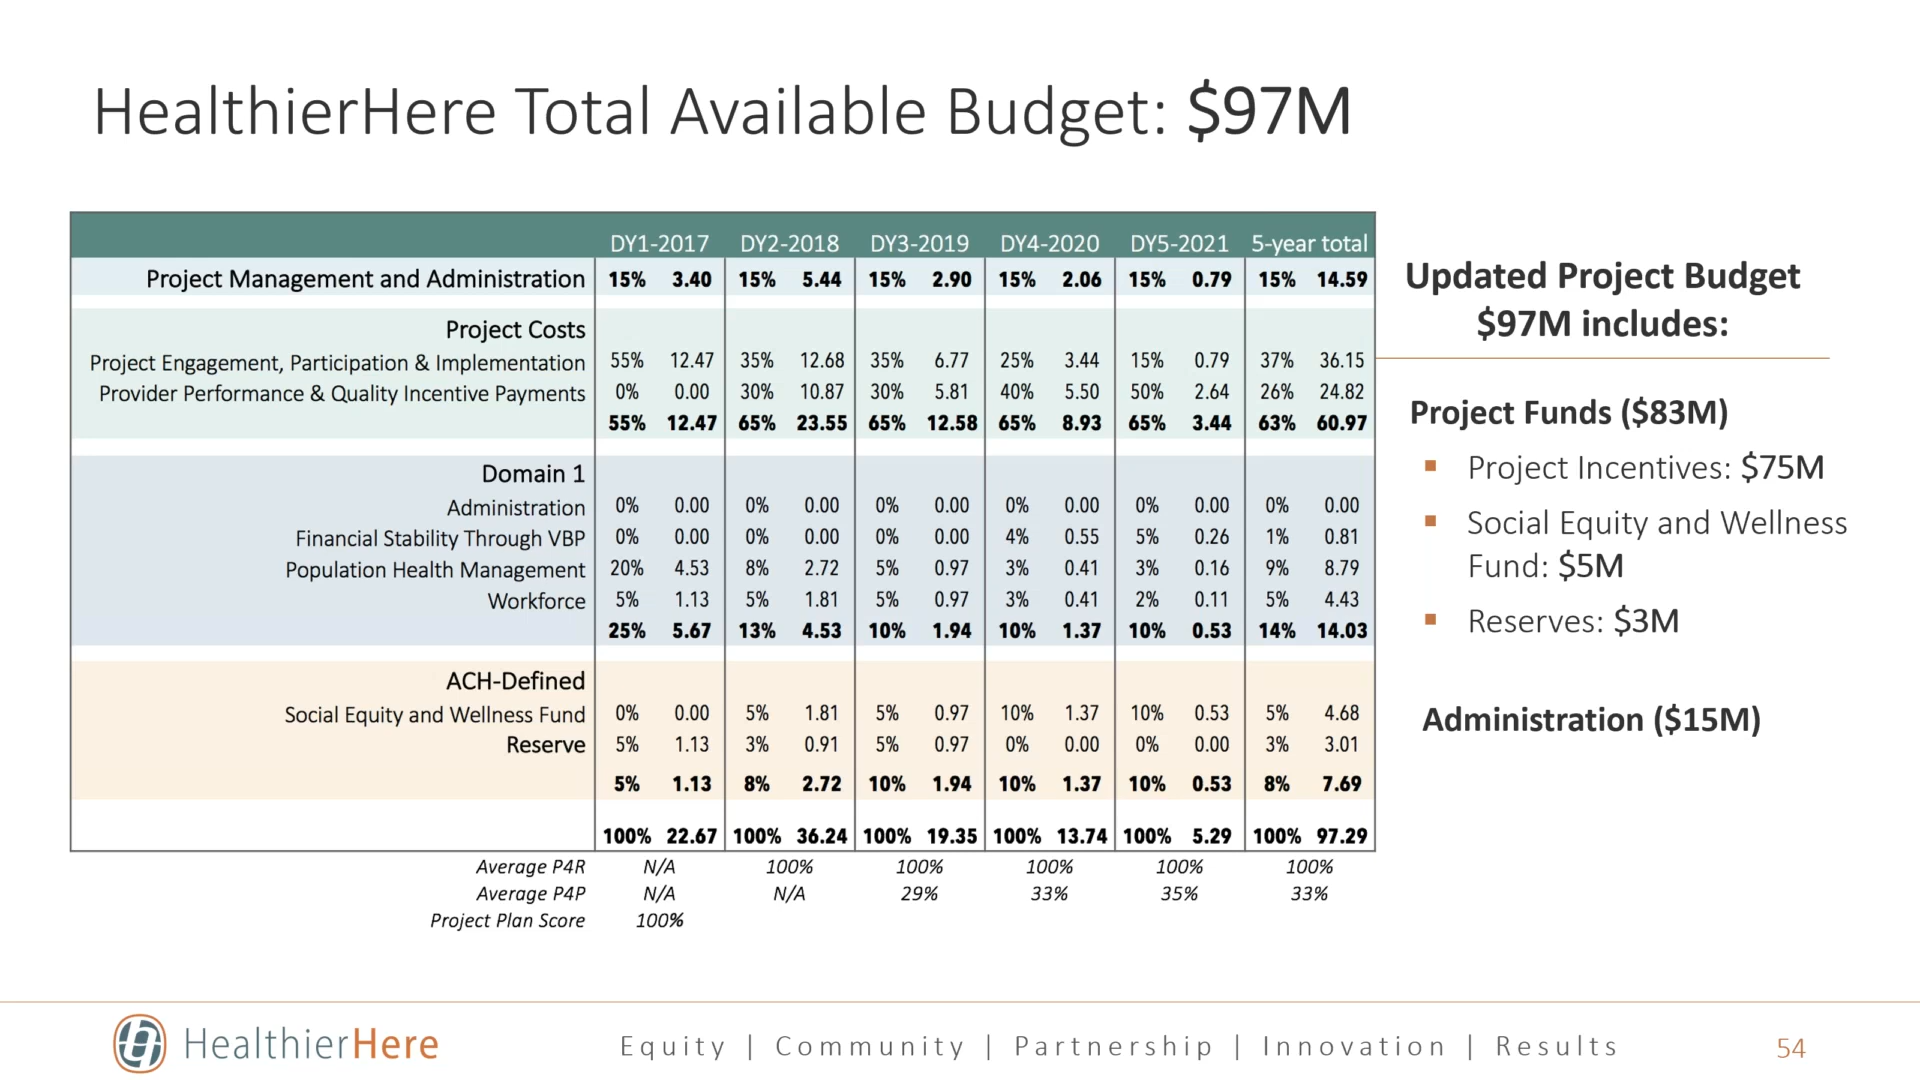 HealthierHere Total Available Budget: $97M
DY1-2017 DY2-2018 DY3-2019 DY4-2020 DY5-2021 5-year total
Project Management and Administration 15% 3.40 15% 5.44 15% 2.90 15% 2.06 15% 0.79 15% 14.59
Project Costs
Project Engagement, Participation & Implementation 55% 12.47 35% 12.68 35% 6.77 25% 3.44 15% 0.79 37% 36.15
Provider Performance & Quality Incentive Payments 0% 0.00 30% 10.87 30% 5.81 40% 5.50 50% 2.64 26% 24.82
55% 12.47 65% 23.55 65% 12.58 65% 8.93 65% 3.44 63% 60.97
Domain 1
Administration 0% 0.00 0% 0.00 0% 0.00 0% 0.00 0% 0.00 0% 0.00
Financial Stability Through VBP 0% 0.00 0% 0.00 0% 0.00 4% 0.55 5% 0.26 1% 0.81
Population Health Management 20% 4.53 8% 2.72 5% 0.97 3% 0.41 3% 0.16 9% 8.79
Workforce 5% 1.13 5% 1.81 5% 0.97 3% 0.41 2% 0.11 5% 4.43
25% 5.67 13% 4.53 10% 1.94 10% 1.37 10% 0.53 14% 14.03
ACH-Defined
Social Equity and Wellness Fund 0% 0.00 5% 1.81 5% 0.97 10% 1.37 10% 0.53 5% 4.68
Reserve 5% 1.13 3% 0.91 5% 0.97 0% 0.00 0% 0.00 3% 3.01
5% 1.13 8% 2.72 10% 1.94 10% 1.37 10% 0.53 8% 7.69
100% 22.67 100% 36.24 100% 19.35 100% 13.74 100% 5.29 100% 97.29
Average P4R N/A 100% 100% 100% 100% 100%
Average P4P N/A N/A 29% 33% 35% 33%
Project Plan Score 100%
Updated Project Budget
$97M includes:
Project Funds ($83M)
▪ Project Incentives: $75M
▪ Social Equity and Wellness
Fund: $5M
▪ Reserves: $3M
Administration ($15M)
HealthierHere
Equity | Community | Partnership | Innovation | Results
54